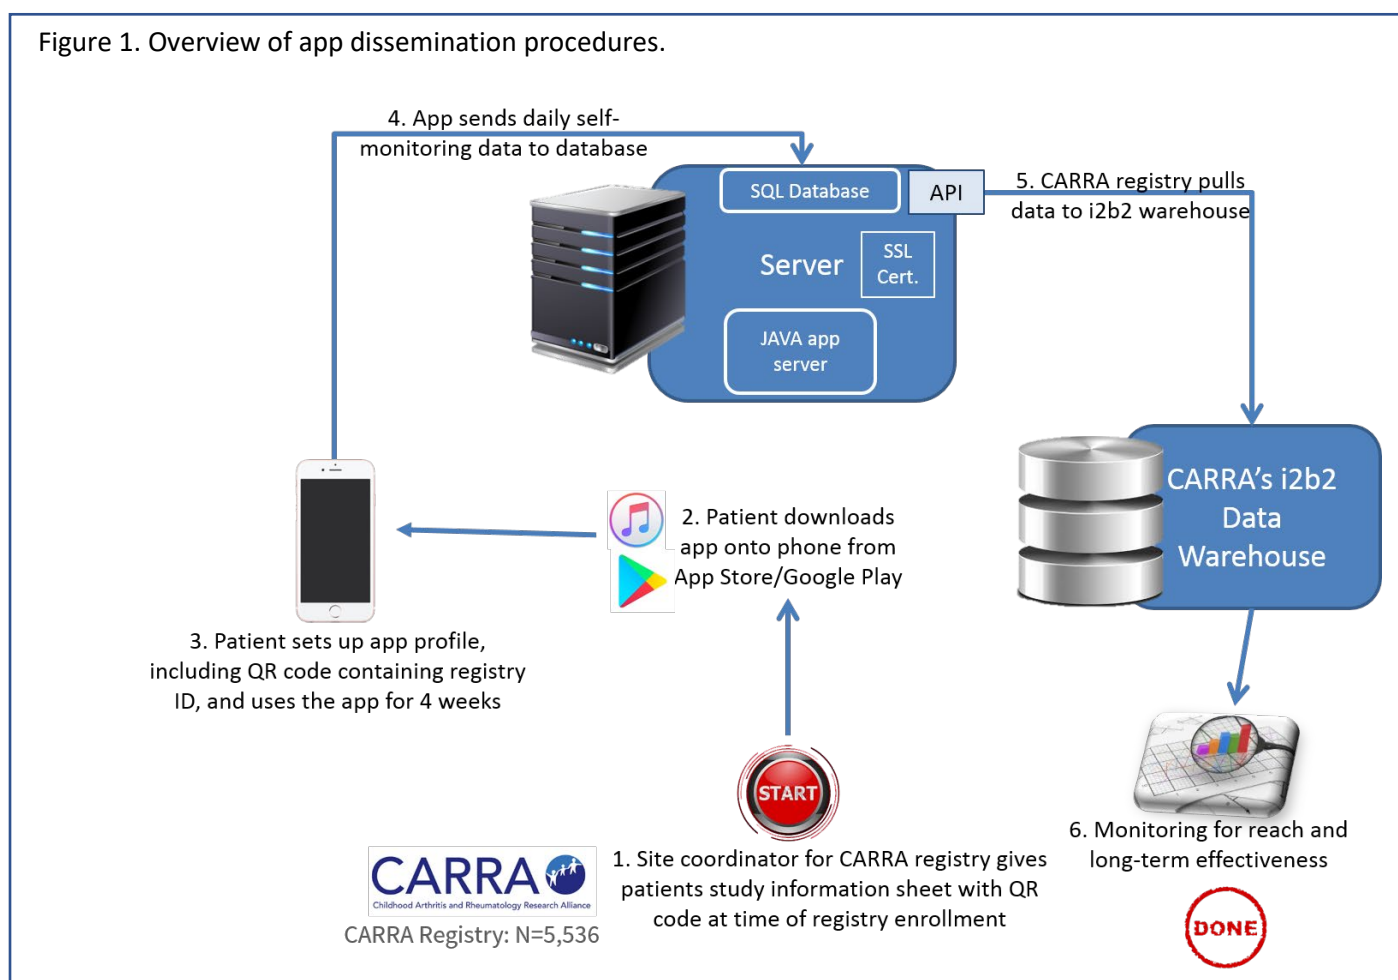 Figure 1. Overview of app dissemination procedures.
4. App sends daily self-
monitoring data to database
SQL Database
API
5. CARRA registry pulls
data to i2b2 warehouse
Server
SSL
Cert.
JAVA app
server
CARRA's i2b2
Data
Warehouse
2. Patient downloads
app onto phone from
App Store/Google Play
3. Patient sets up app profile,
including QR code containing registry
ID, and uses the app for 4 weeks
START
1. Site coordinator for CARRA registry gives
patients study information sheet with QR
code at time of registry enrollment
CARRA
Childhood Arthritis and Rheumatology Research Alliance
CARRA Registry: N=5,536
6. Monitoring for reach and
long-term effectiveness
DONE